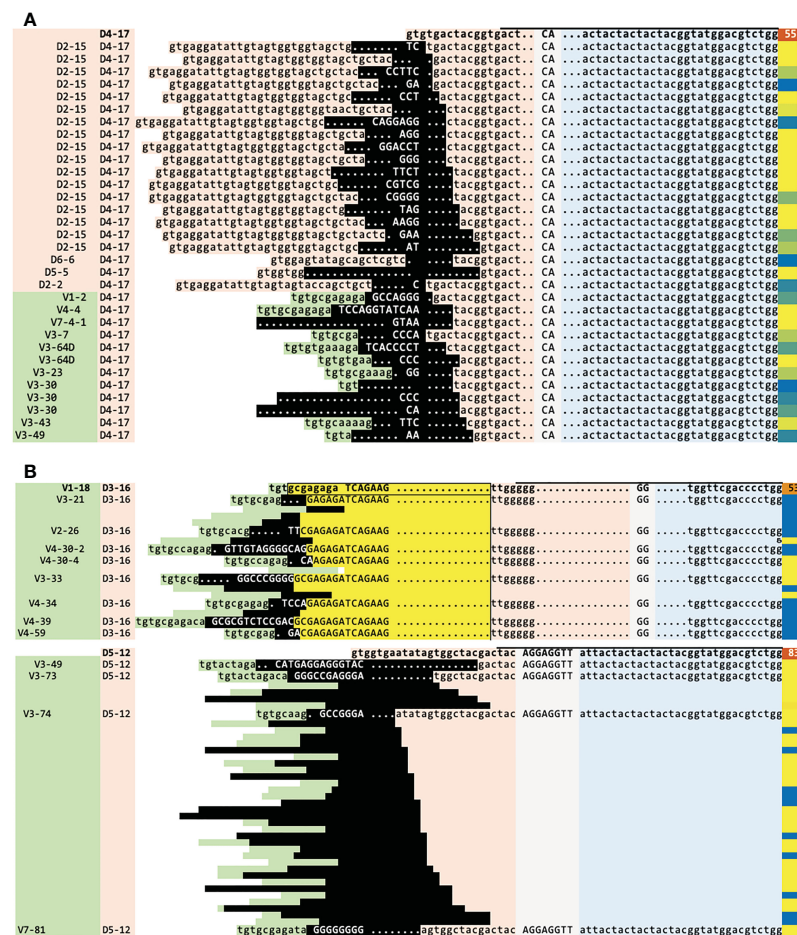 A
D4-17 gtgtgactacggtgact.. CA ...actactactactacggtatggacgtctgg 55
D2-15 D4-17 gtgaggatattgtagtggtggtagctg....... TC tgactacggtgact.. CA ...actactactactacggtatggacgtctgg
D2-15 D4-17 gtgaggatattgtagtggtggtagctgctac..... .gactacggtgact.. CA ...actactactactacggtatggacgtctgg
D2-15 D4-17 gtgaggatattgtagtggtggtagctgctac... CCTTC .gactacggtgact.. CA ...actactactactacggtatggacgtctgg
D2-15 D4-17 gtgaggatattgtagtggtggtagctgctac.... GA .gactacggtgact.. CA ...actactactactacggtatggacgtctgg
D2-15 D4-17 gtgaggatattgtagtggtggtagctgc...... CCT ..actacggtgact.. CA ...actactactactacggtatggacgtctgg
D2-15 D4-17 gtgaggatattgtagtggtggtactgctac..... ...ctacggtgact.. CA ...actactactactacggtatggacgtctgg
D2-15 D4-17 gtgaggatattgtagtggtggtagctgc...... CAGGAGG ...ctacggtgact.. CA ...actactactactacggtatggacgtctgg
D2-15 D4-17 gtgaggatattgtagtggtggtagctgcta..... AGG ...ctacggtgact.. CA ...actactactactacggtatggacgtctgg
D2-15 D4-17 gtgaggatattgtagtggtggtagctgcta.... GGACCT ...ctacggtgact.. CA ...actactactactacggtatggacgtctgg
D2-15 D4-17 gtgaggatattgtagtggtggtagctgcta..... GGG ...ctacggtgact.. CA ...actactactactacggtatggacgtctgg
D2-15 D4-17 gtgaggatattgtagtggtggtagct......... TTCT ....tacggtgact.. CA ...actactactactacggtatggacgtctgg
D2-15 D4-17 gtgaggatattgtagtggtggtagctgc....... CGTCG ....tacggtgact.. CA ...actactactactacggtatggacgtctgg
D2-15 D4-17 gtgaggatattgtagtggtggtagctgctac.... CGGGG ....tacggtgact.. CA ...actactactactacggtatggacgtctgg
D2-15 D4-17 gtgaggatattgtagtggtggtagctg....... TAG .....acggtgact.. CA ...actactactactacggtatggacgtctgg
D2-15 D4-17 gtgaggatattgtagtggtggtagctgctac.... AAGG .....acggtgact.. CA ...actactactactacggtatggacgtctgg
D2-15 D4-17 gtgaggatattgtagtggtggtagctgctactc. GAA .......ggtgact.. CA ...actactactactacggtatggacgtctgg
D2-15 D4-17 gtgaggatattgtagtggtggtagctgc....... AT .......ggtgact.. CA ...actactactactacggtatggacgtctgg
D6-6 D4-17 gtggagtatagcagctcgtc. ....tacggtgact.. CA ...actactactactacggtatggacgtctgg
D5-5 D4-17 gtggtgg............... ........gtgact.. CA ...actactactactacggtatggacgtctgg
D2-2 D4-17 gtgaggatattgtagtagtaccagctgct..... C tgactacggtgact.. CA ...actactactactacggtatggacgtctgg
V1-2 D4-17 tgtgcgagaga GCCAGGG .gactacggtgact.. CA ...actactactactacggtatggacgtctgg
V4-4 D4-17 tgtgcgagaga TCCAGGTATCAA ....tacggtgact.. CA ...actactactactacggtatggacgtctgg
V7-4-1 D4-17 .................... GTAA ....tacggtgact.. CA ...actactactactacggtatggacgtctgg
V3-7 D4-17 tgtgcga..... CCCCA tgactacggtgact.. CA ...actactactactacggtatggacgtctgg
V3-64D D4-17 tgtgtgaaaga TCACCCCT ...ctacggtgact.. CA ...actactactactacggtatggacgtctgg
V3-64D D4-17 tgtgtgaa.... CCC ....tacggtgact.. CA ...actactactactacggtatggacgtctgg
V3-23 D4-17 tgtgcgaaag. GG ....tacggtgact.. CA ...actactactactacggtatggacgtctgg
V3-30 D4-17 tgt........ ....tacggtgact.. CA ...actactactactacggtatggacgtctgg
V3-30 D4-17 .................. CCC .....acggtgact.. CA ...actactactactacggtatggacgtctgg
V3-30 D4-17 ...................... CA .....acggtgact.. CA ...actactactactacggtatggacgtctgg
V3-43 D4-17 tgtgcaaaag.... TTC ......cggtgact.. CA ...actactactactacggtatggacgtctgg
V3-49 D4-17 tgta........ AA .......ggtgact.. CA ...actactactactacggtatggacgtctgg
B
V1-18 D3-16 tgtgcgagaga TCAGAAG ...............ttggggg............... GG .....tggttcgacccctgg 53
V3-21 D3-16 tgtgcgag.... GAGAGATCAGAAG ...............ttggggg............... GG .....tggttcgacccctgg
V2-26 D3-16 tgtgcacg..... TTCGAGAGATCAGAAG ...............ttggggg............... GG .....tggttcgacccctgg
6
V4-30-2 D3-16 tgtgccagag. GTTGTAGGGGCAGGAGAGATCAGAAG ...............ttggggg............... GG .....tggttcgacccctgg
V4-30-4 D3-16 tgtgccagag. CAAGAGATCAGAAG ...............ttggggg............... GG .....tggttcgacccctgg
V3-33 D3-16 tgtgcg..... GGCCCGGGGGCGAGAGATCAGAAG ...............ttggggg............... GG .....tggttcgacccctgg
V4-34 D3-16 tgtgcgagag. TCCACGAGAGATCAGAAG ...............ttggggg............... GG .....tggttcgacccctgg
V4-39 D3-16 tgtgcgagaca GCGCGTCTCCGACGCGAGAGATCAGAAG ...............ttggggg............... GG .....tggttcgacccctgg
V4-59 D3-16 tgtgcgag... GACGAGAGATCAGAAG ...............ttggggg............... GG .....tggttcgacccctgg
D5-12 gtggtgaatatagtggctacgactac AGGAGGTT attactactactactacggtatggacgtctgg 83
V3-49 D5-12 tgtactaga...CATGAGGAGGGTAC .................gactac AGGAGGTT attactactactactacggtatggacgtctgg
V3-73 D5-12 tgtactagaca GGGCCGAGGGA ..........tggctacgactac AGGAGGTT attactactactactacggtatggacgtctgg
V3-74 D5-12 tgtgcaag. GCCGGGA ....atatagtggctacgactac AGGAGGTT attactactactactacggtatggacgtctgg
V7-81 D5-12 tgtgcgagata GGGGGGGG ........agtggctacgactac AGGAGGTT attactactactactacggtatggacgtctgg